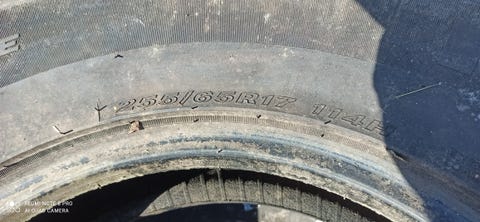 E
255/65R17 114H
REDMI NOTE 8 PRO
AI QUAD CAMERA